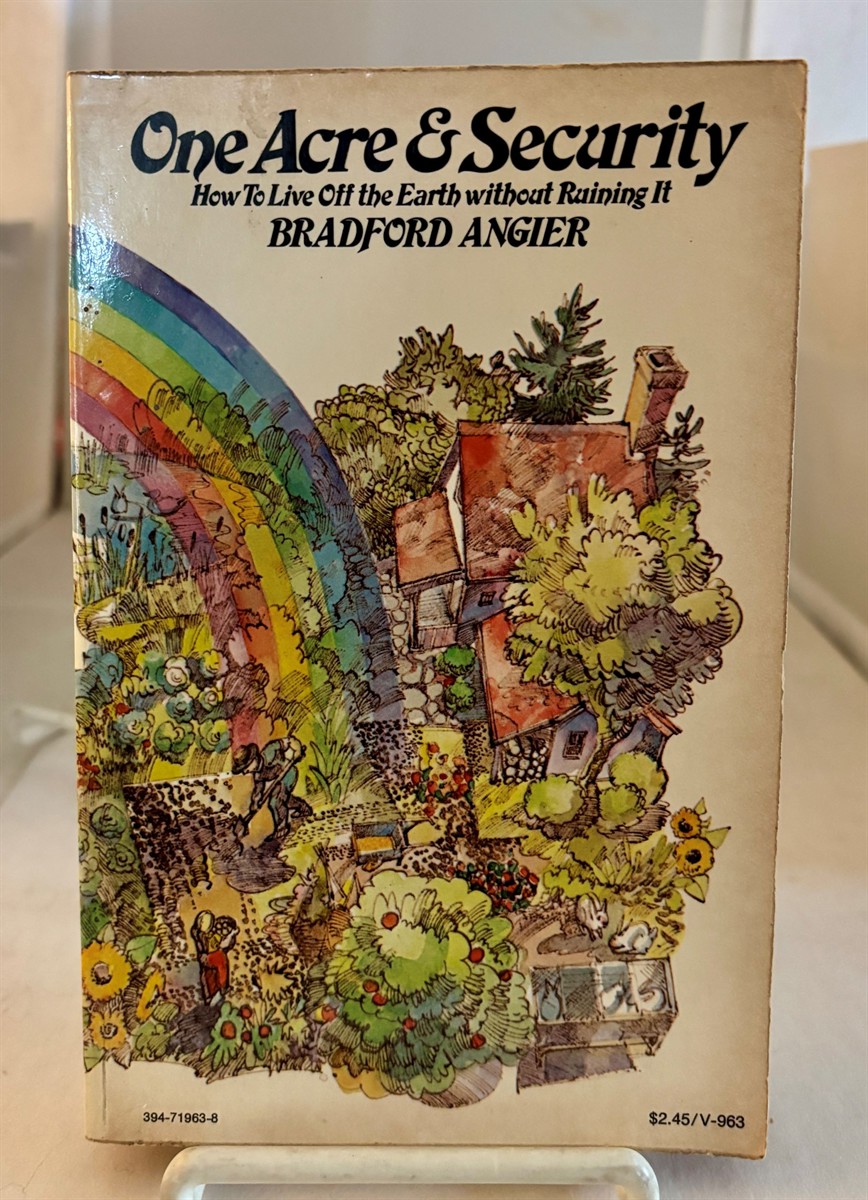 One Acre & Security
How To Live Off the Earth without Ruining It
BRADFORD ANGIER
394-71963-8
$2.45/V-963